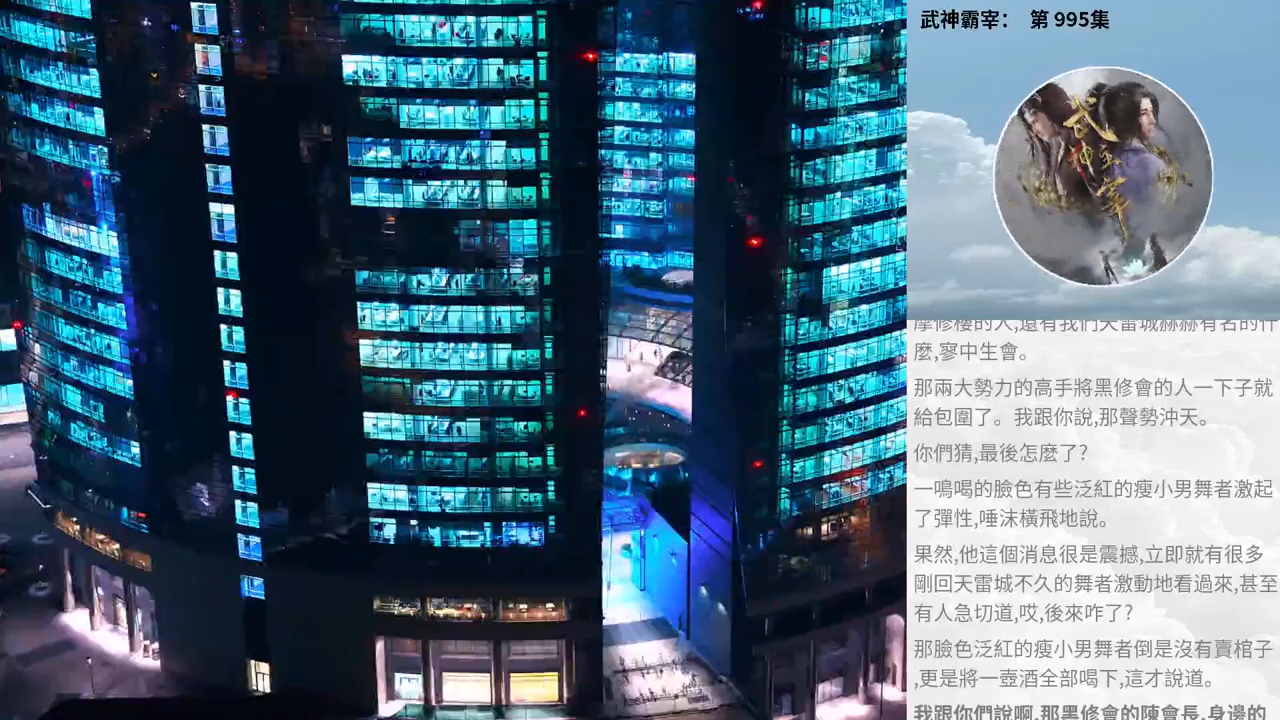 武神霸宰： 第 995集
武神
主宰
摩修樓的人,還有我們天雷城赫赫有名的什
麼,寥中生會。
那兩大勢力的高手將黑修會的人一下子就
給包圍了。我跟你說,那聲勢沖天。
你們猜,最後怎麼了?
一鳴喝的臉色有些泛紅的瘦小男舞者激起
了彈性,唾沫橫飛地說。
果然,他這個消息很是震撼,立即就有很多
剛回天雷城不久的舞者激動地看過來,甚至
有人急切道,哎,後來咋了?
那臉色泛紅的瘦小男舞者倒是沒有賣棺子
,更是將一壺酒全部喝下,這才說道。
我跟你們說啊,那黑修會的陳會長,身邊的